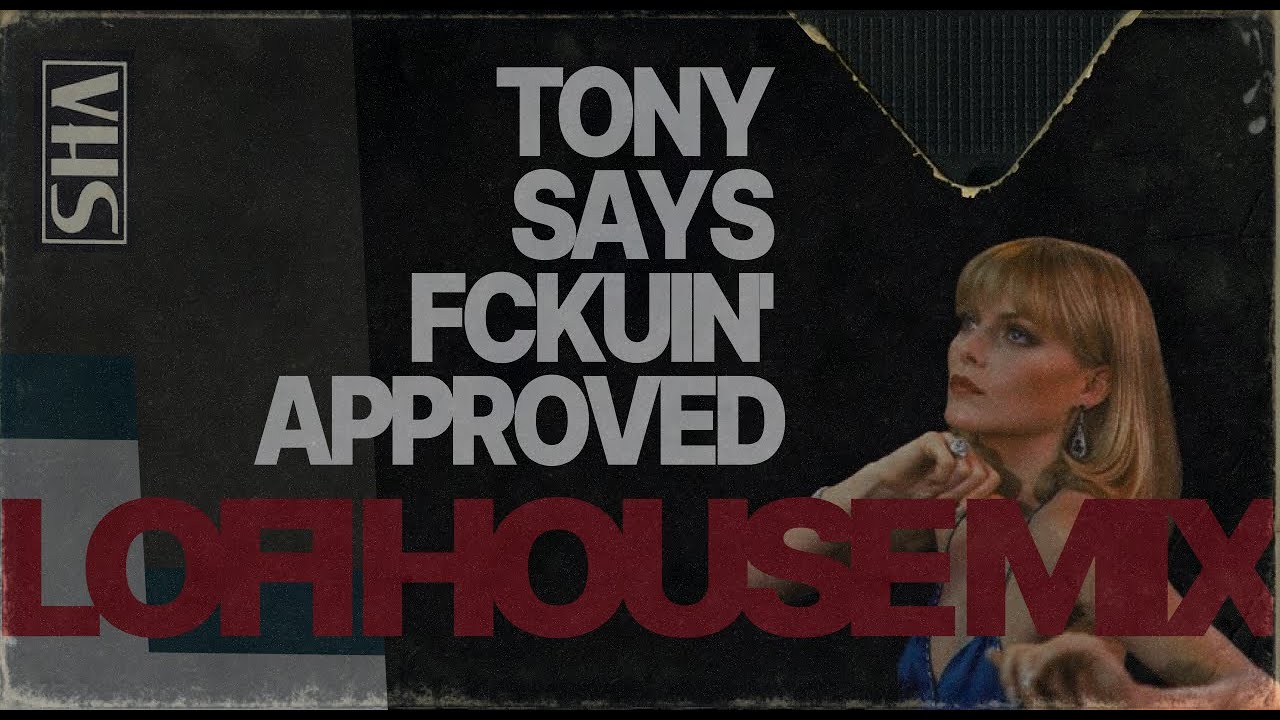 VHS
TONY
SAYS
FCKUIN'
APPROVED
LOFI HOUSE MIX